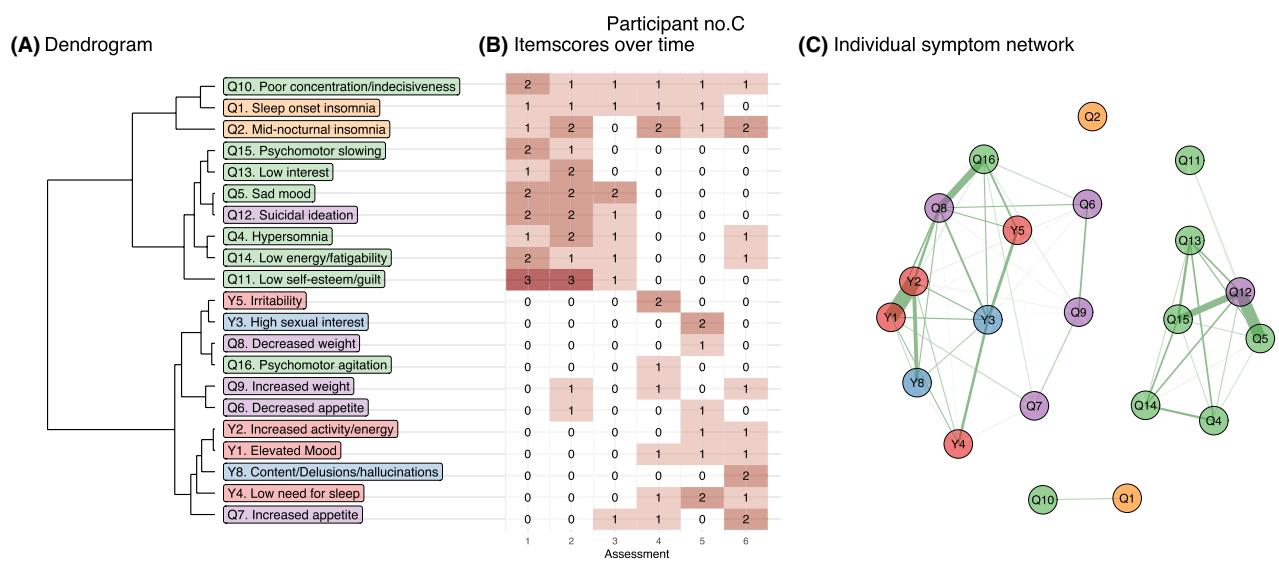 Participant no.C
(A) Dendrogram
(B) Itemscores over time
(C) Individual symptom network
Q10. Poor concentration/indecisiveness 2 1 1 1 1 1
Q1. Sleep onset insomnia 1 1 1 1 1 0
Q2. Mid-nocturnal insomnia 1 2 0 2 1 2
Q15. Psychomotor slowing 2 1 0 0 0 0
Q13. Low interest 1 2 0 0 0 0
Q5. Sad mood 2 2 2 0 0 0
Q12. Suicidal ideation 2 2 1 0 0 0
Q4. Hypersomnia 1 2 1 0 0 1
Q14. Low energy/fatigability 2 1 1 0 0 1
Q11. Low self-esteem/guilt 3 3 1 0 0 0
Y5. Irritability 0 0 0 2 0 0
Y3. High sexual interest 0 0 0 0 2 0
Q8. Decreased weight 0 0 0 0 1 0
Q16. Psychomotor agitation 0 0 0 1 0 0
Q9. Increased weight 0 1 0 1 0 1
Q6. Decreased appetite 0 1 0 0 1 0
Y2. Increased activity/energy 0 0 0 0 1 1
Y1. Elevated Mood 0 0 0 1 1 1
Y8. Content/Delusions/hallucinations 0 0 0 0 0 2
Y4. Low need for sleep 0 0 0 1 2 1
Q7. Increased appetite 0 0 1 1 0 2
1 2 3 4 5 6
Assessment
Q2
Q16
Q11
Q8
Q6
Y5
Q13
Y2
Q12
Y1
Y3
Q9
Q15
Q5
Y8
Q7
Q14
Q4
Y4
Q10
Q1